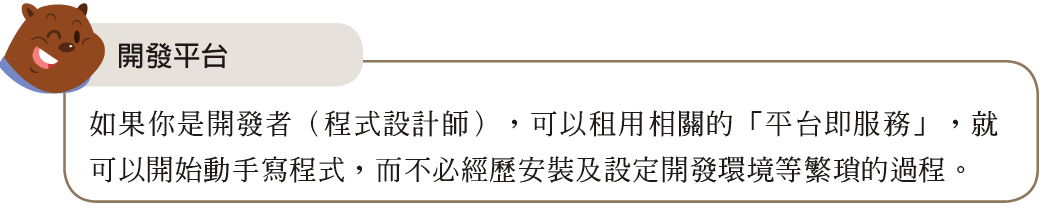 開發平台
如果你是開發者（程式設計師），可以租用相關的「平台即服務」，就
可以開始動手寫程式，而不必經歷安裝及設定開發環境等繁瑣的過程。